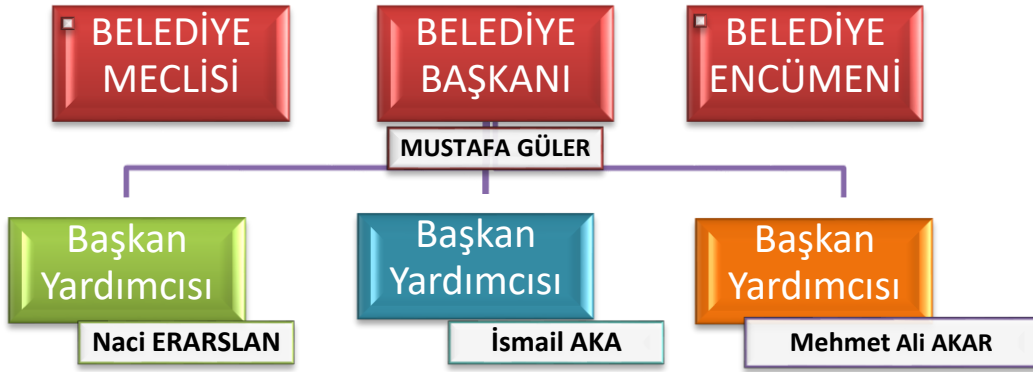 BELEDİYE
MECLİSİ
BELEDİYE
BAŞKANI
BELEDİYE
ENCÜMENİ
MUSTAFA GÜLER
Başkan
Yardımcısı
Naci ERARSLAN
Başkan
Yardımcısı
İsmail AKA
Başkan
Yardımcısı
Mehmet Ali AKAR